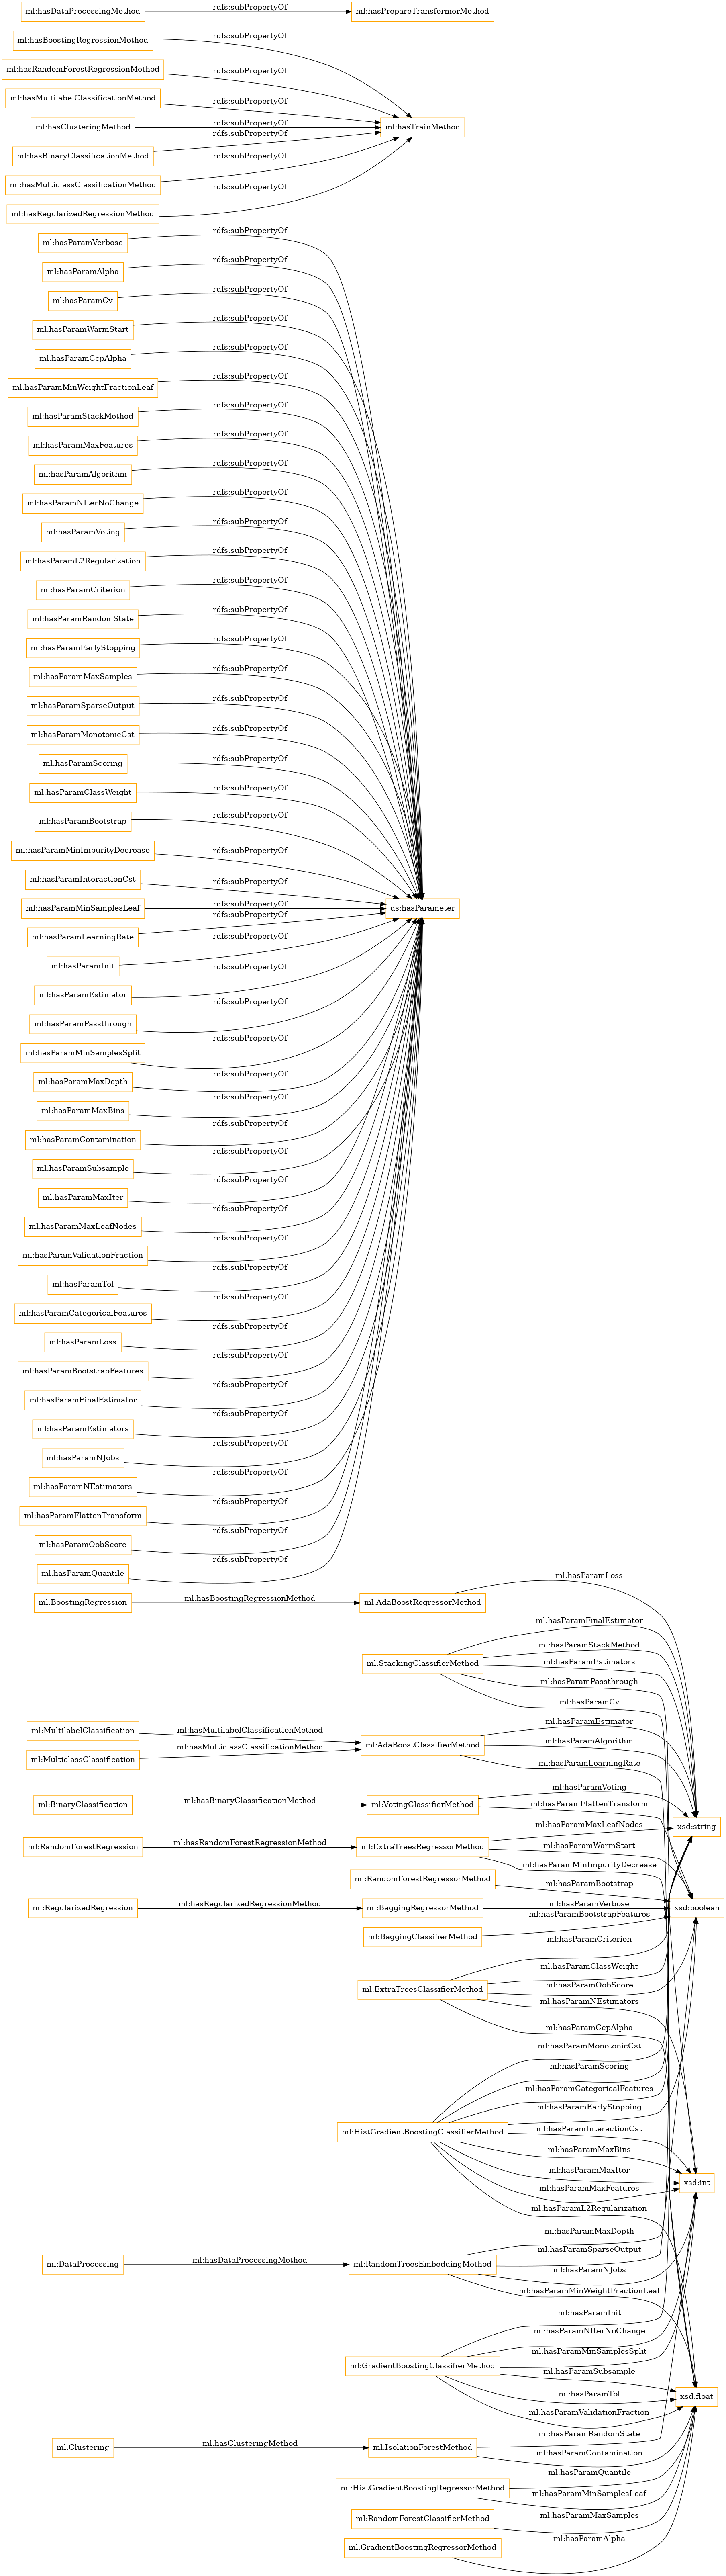 ml:hasDataProcessingMethod rdfs:subPropertyOf ml:hasPrepareTransformerMethod
ml:hasBoostingRegressionMethod rdfs:subPropertyOf
ml:hasRandomForestRegressionMethod rdfs:subPropertyOf
ml:hasMultilabelClassificationMethod rdfs:subPropertyOf
ml:hasClusteringMethod rdfs:subPropertyOf ml:hasTrainMethod
ml:hasBinaryClassificationMethod rdfs:subPropertyOf
ml:hasMulticlassClassificationMethod rdfs:subPropertyOf
ml:hasRegularizedRegressionMethod rdfs:subPropertyOf
ml:hasParamVerbose rdfs:subPropertyOf
ml:hasParamAlpha rdfs:subPropertyOf
ml:hasParamCv rdfs:subPropertyOf
ml:hasParamWarmStart rdfs:subPropertyOf
ml:hasParamCcpAlpha rdfs:subPropertyOf
ml:hasParamMinWeightFractionLeaf rdfs:subPropertyOf
ml:hasParamStackMethod rdfs:subPropertyOf
ml:hasParamMaxFeatures rdfs:subPropertyOf
ml:hasParamAlgorithm rdfs:subPropertyOf
ml:hasParamNIterNoChange rdfs:subPropertyOf
ml:hasParamVoting rdfs:subPropertyOf
ml:hasParamL2Regularization rdfs:subPropertyOf
ml:hasParamCriterion rdfs:subPropertyOf
ml:hasParamRandomState rdfs:subPropertyOf
ml:hasParamEarlyStopping rdfs:subPropertyOf
ml:hasParamMaxSamples rdfs:subPropertyOf
ml:hasParamSparseOutput rdfs:subPropertyOf
ml:hasParamMonotonicCst rdfs:subPropertyOf
ml:hasParamScoring rdfs:subPropertyOf
ml:hasParamClassWeight rdfs:subPropertyOf
ml:hasParamBootstrap rdfs:subPropertyOf
ml:hasParamMinImpurityDecrease rdfs:subPropertyOf
ml:hasParamInteractionCst rdfs:subPropertyOf
ml:hasParamMinSamplesLeaf rdfs:subPropertyOf ds:hasParameter
ml:hasParamLearningRate rdfs:subPropertyOf
ml:hasParamInit rdfs:subPropertyOf
ml:hasParamEstimator rdfs:subPropertyOf
ml:hasParamPassthrough rdfs:subPropertyOf
ml:hasParamMinSamplesSplit rdfs:subPropertyOf
ml:hasParamMaxDepth rdfs:subPropertyOf
ml:hasParamMaxBins rdfs:subPropertyOf
ml:hasParamContamination rdfs:subPropertyOf
ml:hasParamSubsample rdfs:subPropertyOf
ml:hasParamMaxIter rdfs:subPropertyOf
ml:hasParamMaxLeafNodes rdfs:subPropertyOf
ml:hasParamValidationFraction rdfs:subPropertyOf
ml:hasParamTol rdfs:subPropertyOf
ml:hasParamCategoricalFeatures rdfs:subPropertyOf
ml:hasParamLoss rdfs:subPropertyOf
ml:hasParamBootstrapFeatures rdfs:subPropertyOf
ml:hasParamFinalEstimator rdfs:subPropertyOf
ml:hasParamEstimators rdfs:subPropertyOf
ml:hasParamNJobs rdfs:subPropertyOf
ml:hasParamNEstimators rdfs:subPropertyOf
ml:hasParamFlattenTransform rdfs:subPropertyOf
ml:hasParamOobScore rdfs:subPropertyOf
ml:hasParamQuantile rdfs:subPropertyOf
ml:BoostingRegression ml:hasBoostingRegressionMethod ml:AdaBoostRegressorMethod ml:hasParamLoss
ml:hasParamFinalEstimator
ml:hasParamStackMethod
ml:StackingClassifierMethod ml:hasParamEstimators
ml:hasParamPassthrough
ml:hasParamCv
ml:MultilabelClassification ml:hasMultilabelClassificationMethod ml:hasParamEstimator
ml:MulticlassClassification ml:hasMulticlassClassificationMethod ml:AdaBoostClassifierMethod ml:hasParamAlgorithm
ml:hasParamLearningRate
ml:BinaryClassification ml:hasBinaryClassificationMethod ml:VotingClassifierMethod ml:hasParamVoting
ml:hasParamFlattenTransform
ml:hasParamMaxLeafNodes xsd:string
ml:RandomForestRegression ml:hasRandomForestRegressionMethod ml:ExtraTreesRegressorMethod ml:hasParamWarmStart
ml:hasParamMinImpurityDecrease
ml:RandomForestRegressorMethod ml:hasParamBootstrap
ml:RegularizedRegression ml:hasRegularizedRegressionMethod ml:BaggingRegressorMethod ml:hasParamVerbose xsd:boolean
ml:BaggingClassifierMethod ml:hasParamBootstrapFeatures
ml:hasParamCriterion
ml:hasParamClassWeight
ml:ExtraTreesClassifierMethod ml:hasParamOobScore
ml:hasParamNEstimators
ml:hasParamCcpAlpha
ml:hasParamMonotonicCst
ml:hasParamScoring
ml:hasParamCategoricalFeatures
ml:hasParamEarlyStopping
ml:HistGradientBoostingClassifierMethod ml:hasParamInteractionCst
ml:hasParamMaxBins
ml:hasParamMaxIter xsd:int
ml:hasParamMaxFeatures
ml:hasParamL2Regularization
ml:hasParamMaxDepth
ml:DataProcessing ml:hasDataProcessingMethod ml:RandomTreesEmbeddingMethod ml:hasParamSparseOutput
ml:hasParamNJobs
ml:hasParamMinWeightFractionLeaf
ml:hasParamInit
ml:hasParamNIterNoChange
ml:hasParamMinSamplesSplit
ml:GradientBoostingClassifierMethod ml:hasParamSubsample
ml:hasParamTol xsd:float
ml:hasParamValidationFraction
ml:hasParamRandomState
ml:Clustering ml:hasClusteringMethod ml:IsolationForestMethod ml:hasParamContamination
ml:HistGradientBoostingRegressorMethod ml:hasParamQuantile
ml:hasParamMinSamplesLeaf
ml:RandomForestClassifierMethod ml:hasParamMaxSamples
ml:GradientBoostingRegressorMethod ml:hasParamAlpha